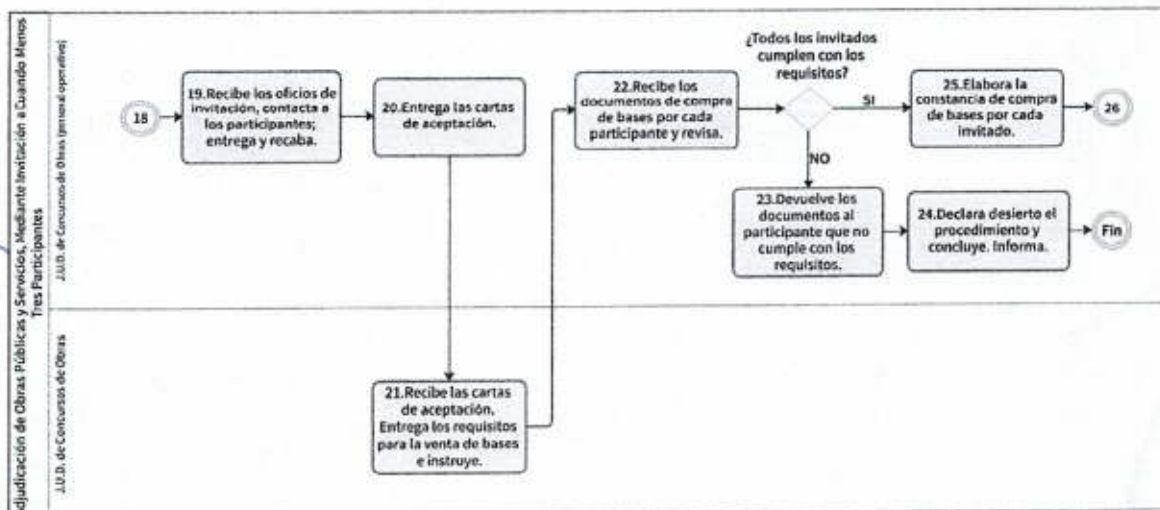 Adjudicación de Obras Públicas y Servicios, Mediante Invitación a Cuando Menos
Tres Participantes
J.U.D. de Concursos de Obras (personal operativo)
18
19.Recibe los oficios de
invitación, contacta a
los participantes;
entrega y recaba.
20.Entrega las cartas
de aceptación.
22.Recibe los
documentos de compra
de bases por cada
participante y revisa.
¿Todos los invitados
cumplen con los
requisitos?
SI
25.Elabora la
constancia de compra
de bases por cada
invitado.
26
NO
23.Devuelve los
documentos al
participante que no
cumple con los
requisitos.
24.Declara desierto el
procedimiento y
concluye. Informa.
Fin
J.U.D. de Concursos de Obras
21.Recibe las cartas
de aceptación.
Entrega los requisitos
para la venta de bases
e instruye.